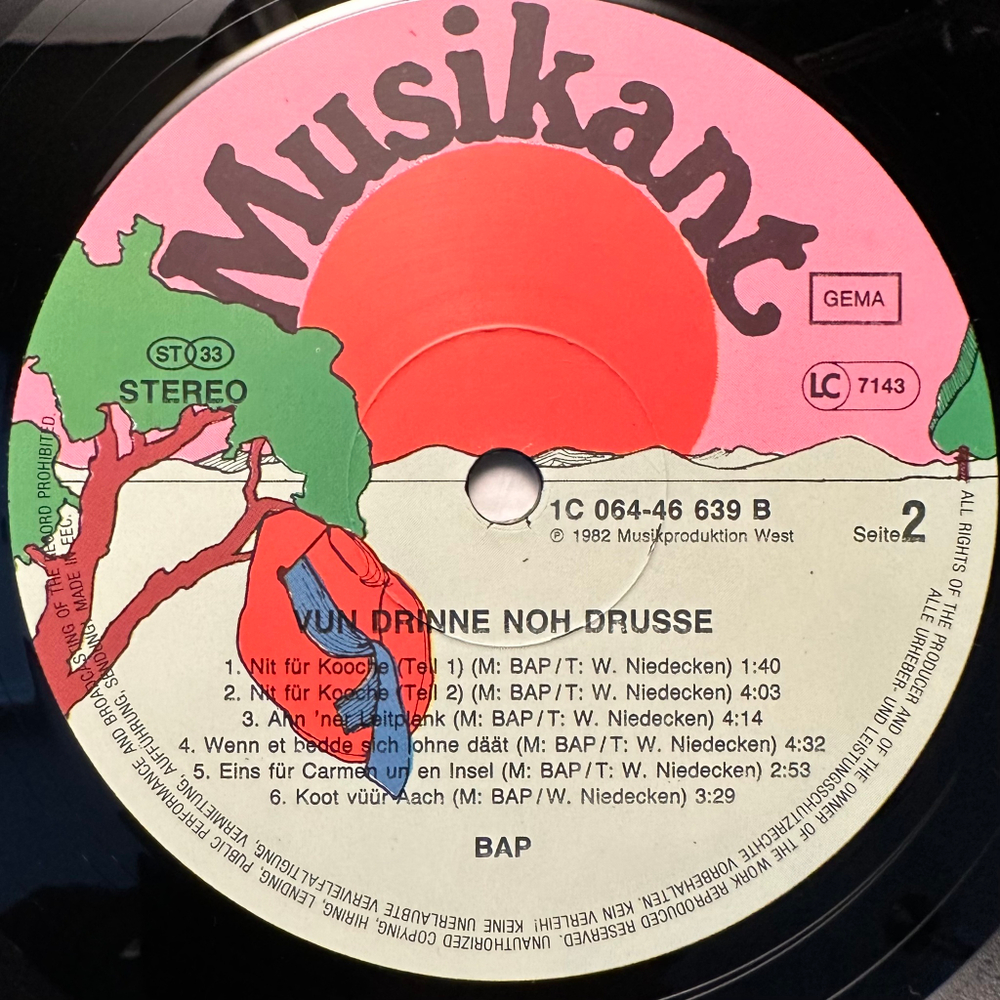 Musikant
GEMA
ST 33
STEREO
LC 7143
1C 064-46 639 B
℗ 1982 Musikproduktion West
Seite 2
VUN DRINNE NOH DRUSSE
1. Nit für Kooche (Teil 1) (M: BAP/T: W. Niedecken) 1:40
2. Nit für Kooche (Teil 2) (M: BAP/T: W. Niedecken) 4:03
3. Ahn 'ner Leitplank (M: BAP/T: W. Niedecken) 4:14
4. Wenn et bedde sich lohne däät (M: BAP/T: W. Niedecken) 4:32
5. Eins für Carmen un en Insel (M: BAP/T: W. Niedecken) 2:53
6. Koot vüür Aach (M: BAP/W. Niedecken) 3:29
BAP
ALL RIGHTS OF THE PRODUCER AND OF THE OWNER OF THE WORK REPRODUCED RESERVED. UNAUTHORIZED COPYING, HIRING, LENDING, PUBLIC PERFORMANCE AND BROADCASTING OF THE RECORD PROHIBITED.
ALLE URHEBER- UND LEISTUNGSSCHUTZRECHTE VORBEHALTEN. KEIN VERLEIH! KEINE UNERLAUBTE VERVIELFÄLTIGUNG, VERMIETUNG, AUFFÜHRUNG, SENDUNG! MADE IN EEC.